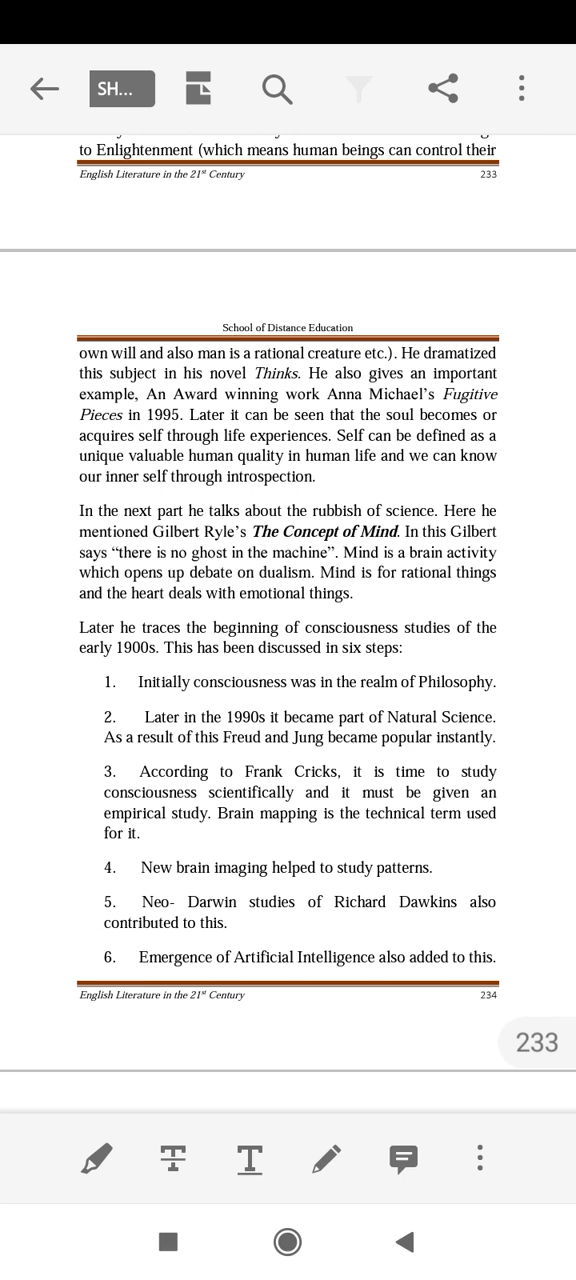 SH...
to Enlightenment (which means human beings can control their
English Literature in the 21st Century 233
School of Distance Education
own will and also man is a rational creature etc.). He dramatized
this subject in his novel Thinks. He also gives an important
example, An Award winning work Anna Michael's Fugitive
Pieces in 1995. Later it can be seen that the soul becomes or
acquires self through life experiences. Self can be defined as a
unique valuable human quality in human life and we can know
our inner self through introspection.
In the next part he talks about the rubbish of science. Here he
mentioned Gilbert Ryle's The Concept of Mind. In this Gilbert
says “there is no ghost in the machine”. Mind is a brain activity
which opens up debate on dualism. Mind is for rational things
and the heart deals with emotional things.
Later he traces the beginning of consciousness studies of the
early 1900s. This has been discussed in six steps:
1. Initially consciousness was in the realm of Philosophy.
2. Later in the 1990s it became part of Natural Science.
As a result of this Freud and Jung became popular instantly.
3. According to Frank Cricks, it is time to study
consciousness scientifically and it must be given an
empirical study. Brain mapping is the technical term used
for it.
4. New brain imaging helped to study patterns.
5. Neo- Darwin studies of Richard Dawkins also
contributed to this.
6. Emergence of Artificial Intelligence also added to this.
English Literature in the 21st Century 234
233